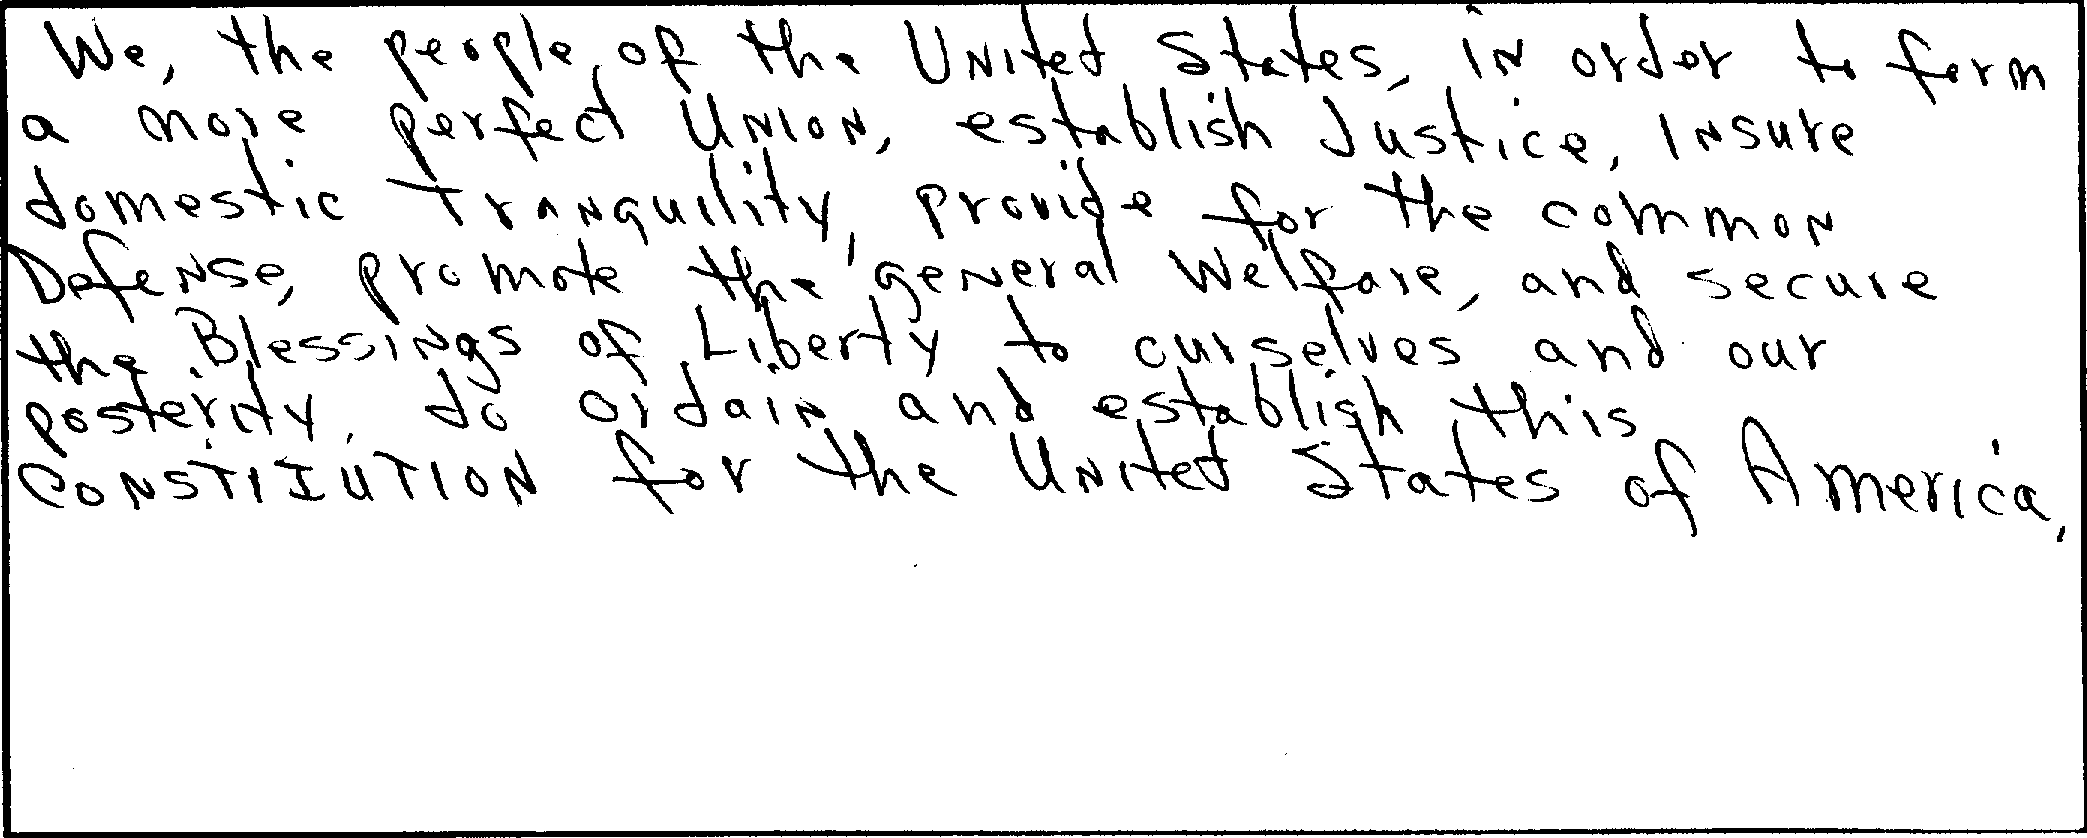 We, the people of the United States, in order to form
a more perfect Union, establish Justice, Insure
domestic Tranquility, provide for the common
Defense, promote the general Welfare, and secure
the Blessings of Liberty to ourselves and our
posterity, do ordain and establish this
CONSTITUTION for the United States of America,